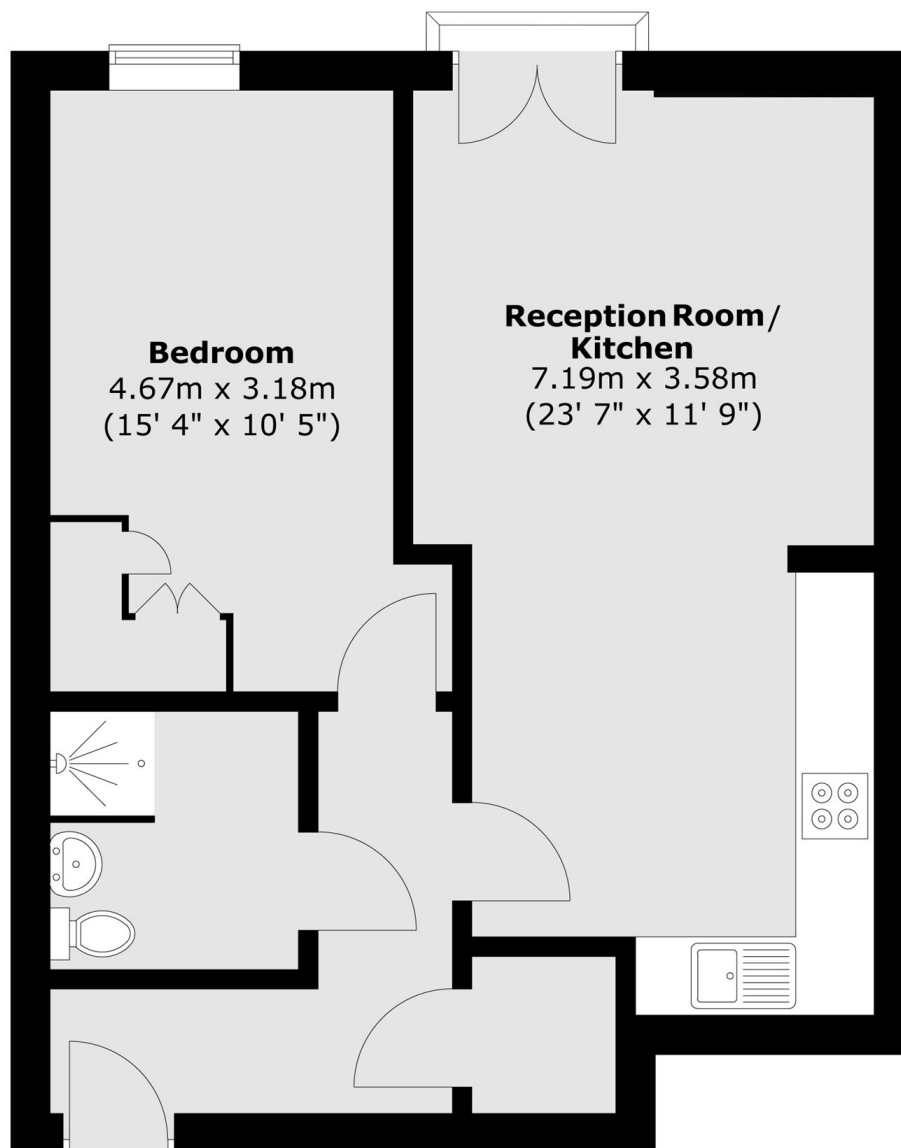 Bedroom
4.67m x 3.18m
(15' 4" x 10' 5")
Reception Room/
Kitchen
7.19m x 3.58m
(23' 7" x 11' 9")